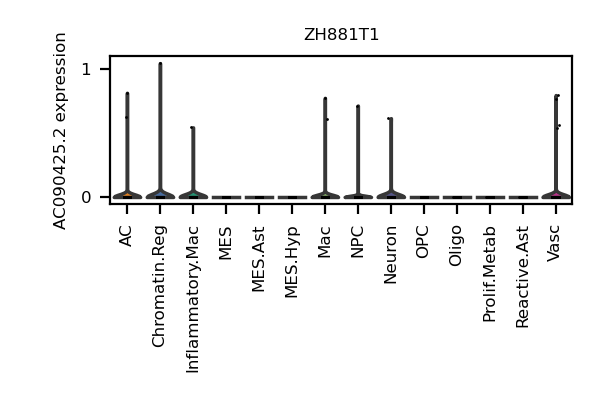 ZH881T1
AC090425.2 expression
1
0
AC
Chromatin.Reg
Inflammatory.Mac
MES
MES.Ast
MES.Hyp
Mac
NPC
Neuron
OPC
Oligo
Prolif.Metab
Reactive.Ast
Vasc